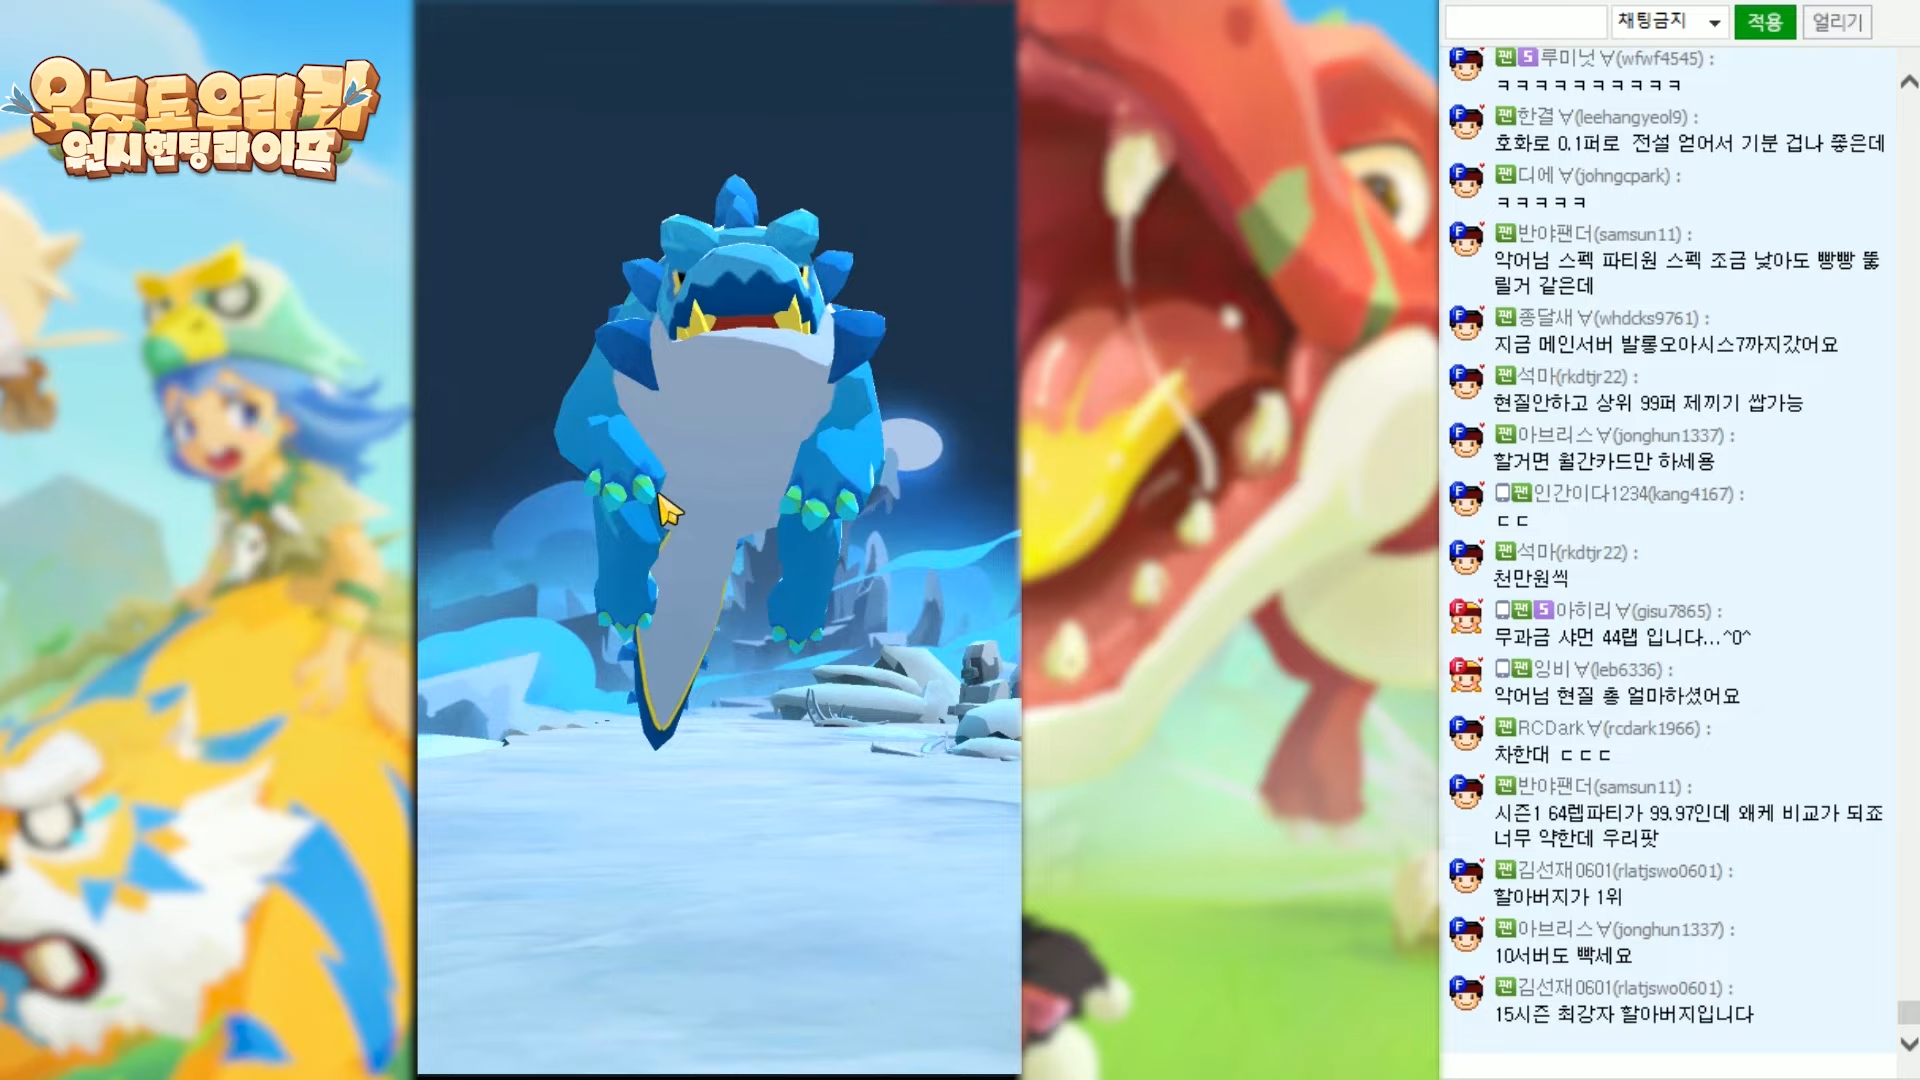 오늘도우라라
원시헌팅라이프
채팅금지
적용
얼리기
팬 S 루미넛∀(wfwf4545) :
ㅋㅋㅋㅋㅋㅋㅋㅋㅋㅋ
팬 한결∀(leehangyeol9) :
호화로 0.1퍼로 전설 얻어서 기분 겁나 좋은데
팬 디에∀(johngcpark) :
ㅋㅋㅋㅋㅋ
팬 반야팬더(samsun11) :
악어님 스펙 파티원 스펙 조금 낮아도 빵빵 뚫
릴거 같은데
팬 종달새∀(whdcks9761) :
지금 메인서버 발롱오아시스7까지갔어요
팬 석마(rkdtjr22) :
현질안하고 상위 99퍼 제끼기 쌉가능
팬 아브리스∀(jonghun1337) :
할거면 월간카드만 하세용
팬 인간이다1234(kang4167) :
ㄷㄷ
팬 석마(rkdtjr22) :
천만원씩
팬 S 아히리∀(gisu7865) :
무과금 샤먼 44랩 입니다...^0^
팬 잉비∀(leb6336) :
악어님 현질 총 얼마하셨어요
팬 RCDark∀(rcdark1966) :
차한대 ㄷㄷㄷ
팬 반야팬더(samsun11) :
시즌1 64렙파티가 99.97인데 왜케 비교가 되죠
너무 약한데 우리팟
팬 김선재0601(rlatjswo0601) :
할아버지가 1위
팬 아브리스∀(jonghun1337) :
10서버도 빡세요
팬 김선재0601(rlatjswo0601) :
15시즌 최강자 할아버지입니다